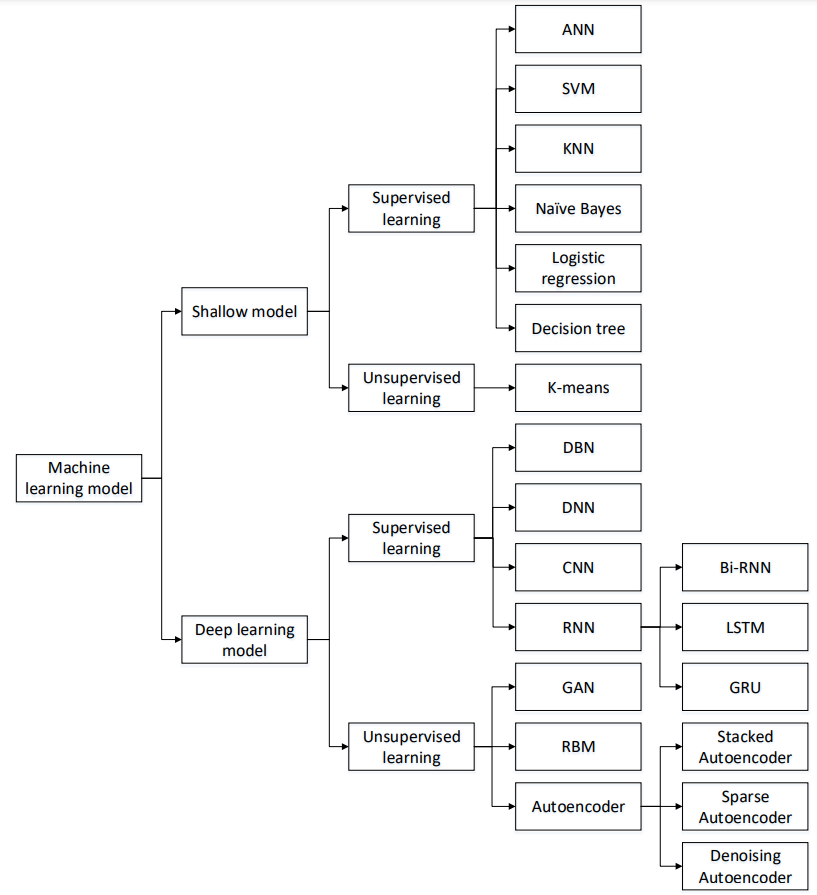 ANN
SVM
KNN
Supervised
learning
Naïve Bayes
Logistic
regression
Shallow model
Decision tree
Unsupervised
learning
K-means
DBN
Machine
learning model
DNN
Supervised
learning
CNN
Bi-RNN
RNN
LSTM
Deep learning
model
GAN
GRU
Unsupervised
learning
RBM
Stacked
Autoencoder
Autoencoder
Sparse
Autoencoder
Denoising
Autoencoder